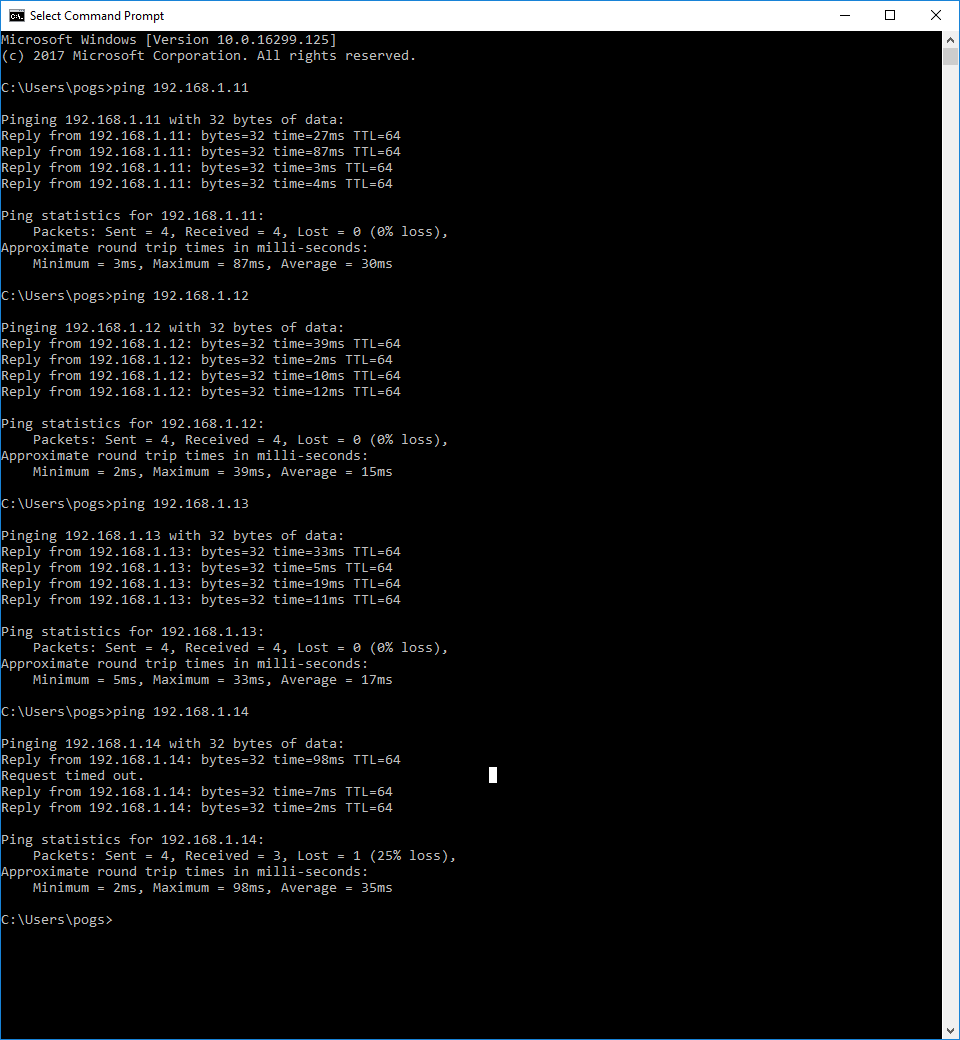 Select Command Prompt
Microsoft Windows [Version 10.0.16299.125]
(c) 2017 Microsoft Corporation. All rights reserved.
C:\Users\pogs>ping 192.168.1.11
Pinging 192.168.1.11 with 32 bytes of data:
Reply from 192.168.1.11: bytes=32 time=27ms TTL=64
Reply from 192.168.1.11: bytes=32 time=87ms TTL=64
Reply from 192.168.1.11: bytes=32 time=3ms TTL=64
Reply from 192.168.1.11: bytes=32 time=4ms TTL=64
Ping statistics for 192.168.1.11:
    Packets: Sent = 4, Received = 4, Lost = 0 (0% loss),
Approximate round trip times in milli-seconds:
    Minimum = 3ms, Maximum = 87ms, Average = 30ms
C:\Users\pogs>ping 192.168.1.12
Pinging 192.168.1.12 with 32 bytes of data:
Reply from 192.168.1.12: bytes=32 time=39ms TTL=64
Reply from 192.168.1.12: bytes=32 time=2ms TTL=64
Reply from 192.168.1.12: bytes=32 time=10ms TTL=64
Reply from 192.168.1.12: bytes=32 time=12ms TTL=64
Ping statistics for 192.168.1.12:
    Packets: Sent = 4, Received = 4, Lost = 0 (0% loss),
Approximate round trip times in milli-seconds:
    Minimum = 2ms, Maximum = 39ms, Average = 15ms
C:\Users\pogs>ping 192.168.1.13
Pinging 192.168.1.13 with 32 bytes of data:
Reply from 192.168.1.13: bytes=32 time=33ms TTL=64
Reply from 192.168.1.13: bytes=32 time=5ms TTL=64
Reply from 192.168.1.13: bytes=32 time=19ms TTL=64
Reply from 192.168.1.13: bytes=32 time=11ms TTL=64
Ping statistics for 192.168.1.13:
    Packets: Sent = 4, Received = 4, Lost = 0 (0% loss),
Approximate round trip times in milli-seconds:
    Minimum = 5ms, Maximum = 33ms, Average = 17ms
C:\Users\pogs>ping 192.168.1.14
Pinging 192.168.1.14 with 32 bytes of data:
Reply from 192.168.1.14: bytes=32 time=98ms TTL=64
Request timed out.
Reply from 192.168.1.14: bytes=32 time=7ms TTL=64
Reply from 192.168.1.14: bytes=32 time=2ms TTL=64
Ping statistics for 192.168.1.14:
    Packets: Sent = 4, Received = 3, Lost = 1 (25% loss),
Approximate round trip times in milli-seconds:
    Minimum = 2ms, Maximum = 98ms, Average = 35ms
C:\Users\pogs>